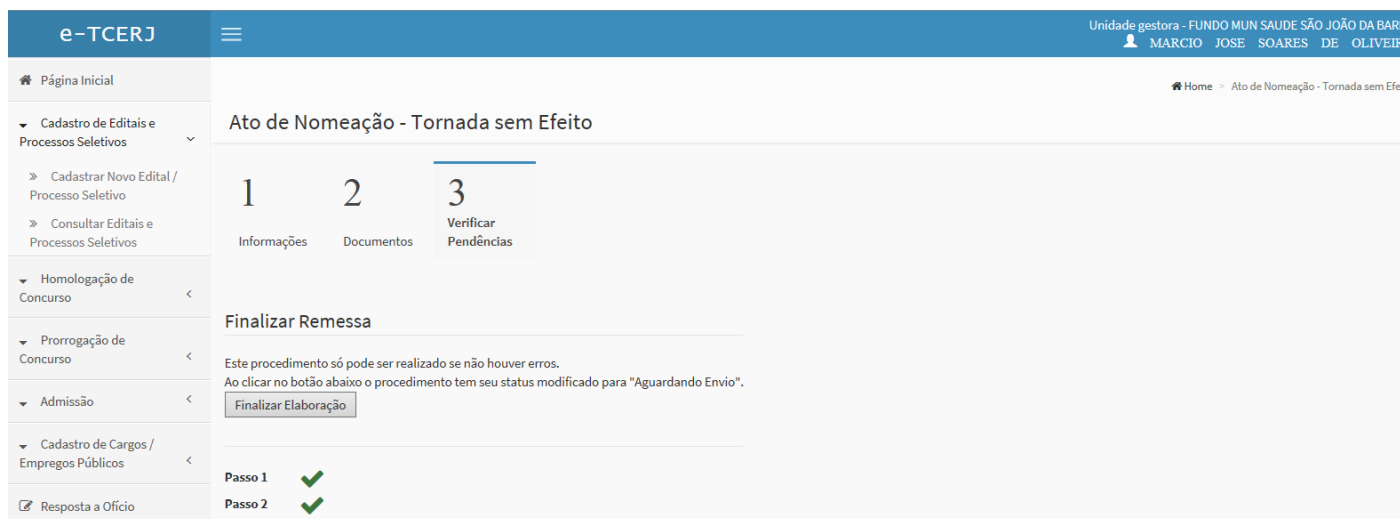 e-TCERJ
Unidade gestora - FUNDO MUN SAUDE SÃO JOÃO DA BAR
MARCIO JOSE SOARES DE OLIVEIR
Página Inicial
Home > Ato de Nomeação - Tornada sem Efe
Cadastro de Editais e
Processos Seletivos
» Cadastrar Novo Edital /
Processo Seletivo
» Consultar Editais e
Processos Seletivos
Homologação de
Concurso
Prorrogação de
Concurso
Admissão
Cadastro de Cargos /
Empregos Públicos
Resposta a Ofício
Ato de Nomeação - Tornada sem Efeito
1
Informações
2
Documentos
3
Verificar
Pendências
Finalizar Remessa
Este procedimento só pode ser realizado se não houver erros.
Ao clicar no botão abaixo o procedimento tem seu status modificado para "Aguardando Envio".
Finalizar Elaboração
Passo 1
Passo 2